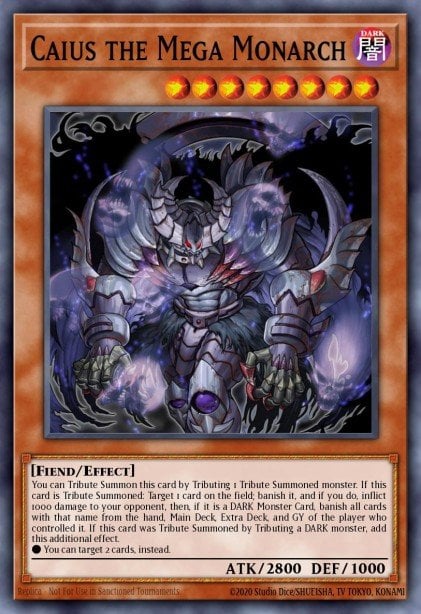 CAIUS THE MEGA MONARCH
DARK
闇
[FIEND/EFFECT]
You can Tribute Summon this card by Tributing 1 Tribute Summoned monster. If this
card is Tribute Summoned: Target 1 card on the field; banish it, and if you do, inflict
1000 damage to your opponent, then, if it is a DARK Monster Card, banish all cards
with that name from the hand, Main Deck, Extra Deck, and GY of the player who
controlled it. If this card was Tribute Summoned by Tributing a DARK monster, add
this additional effect.
● You can target 2 cards, instead.
ATK/2800 DEF/1000
Replica - Not For Use in Sanctioned Tournaments
©2020 Studio Dice/SHUEISHA, TV TOKYO, KONAMI